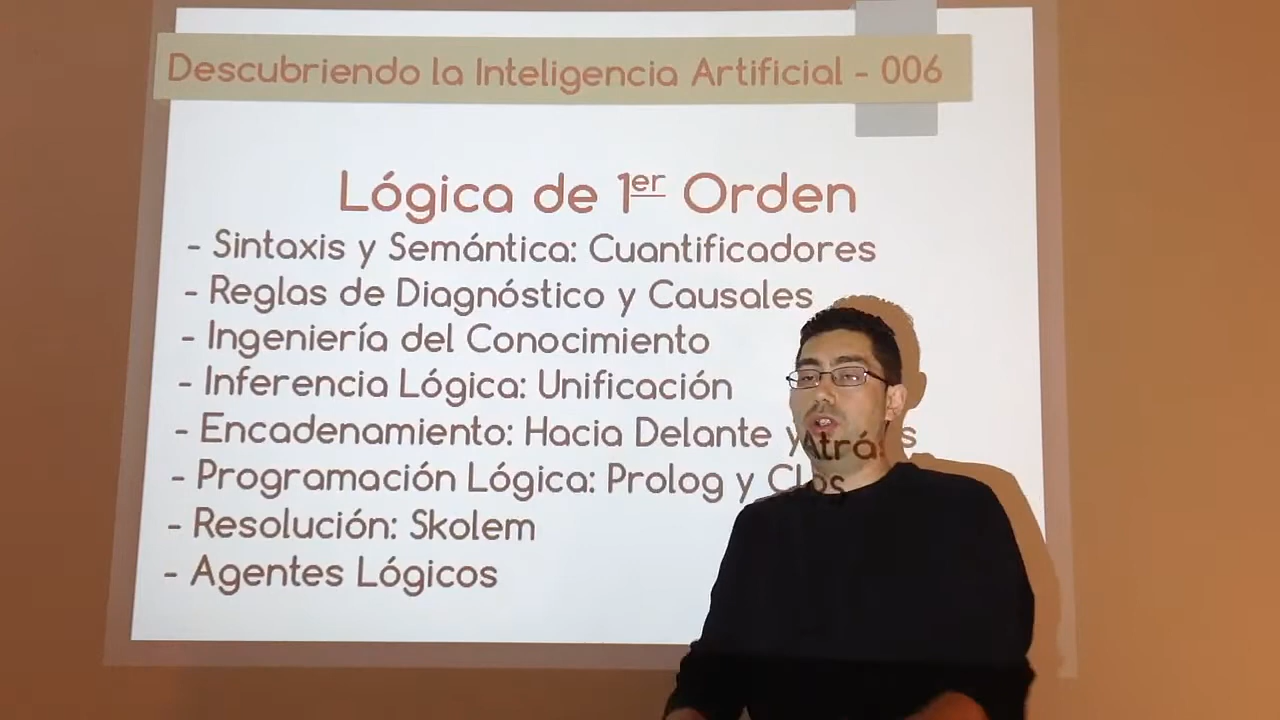 Descubriendo la Inteligencia Artificial - 006
Lógica de 1er Orden
- Sintaxis y Semántica: Cuantificadores
- Reglas de Diagnóstico y Causales
- Ingeniería del Conocimiento
- Inferencia Lógica: Unificación
- Encadenamiento: Hacia Delante y Atrás
- Programación Lógica: Prolog y
- Resolución: Skolem
- Agentes Lógicos